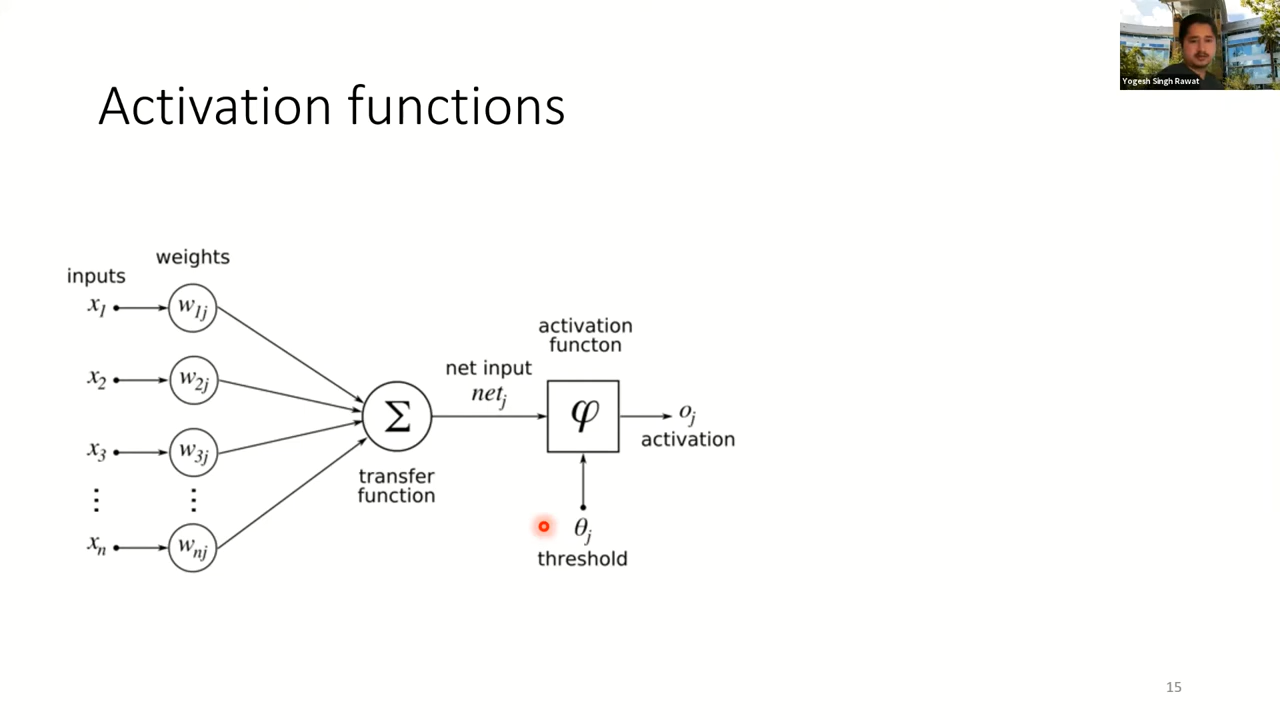 Yogesh Singh Rawat
Activation functions
inputs
weights
x₁
w₁ⱼ
x₂
w₂ⱼ
x₃
w₃ⱼ
⋮
⋮
xₙ
wₙⱼ
Σ
transfer
function
net input
netⱼ
activation
functon
φ
oⱼ
activation
θⱼ
threshold
15